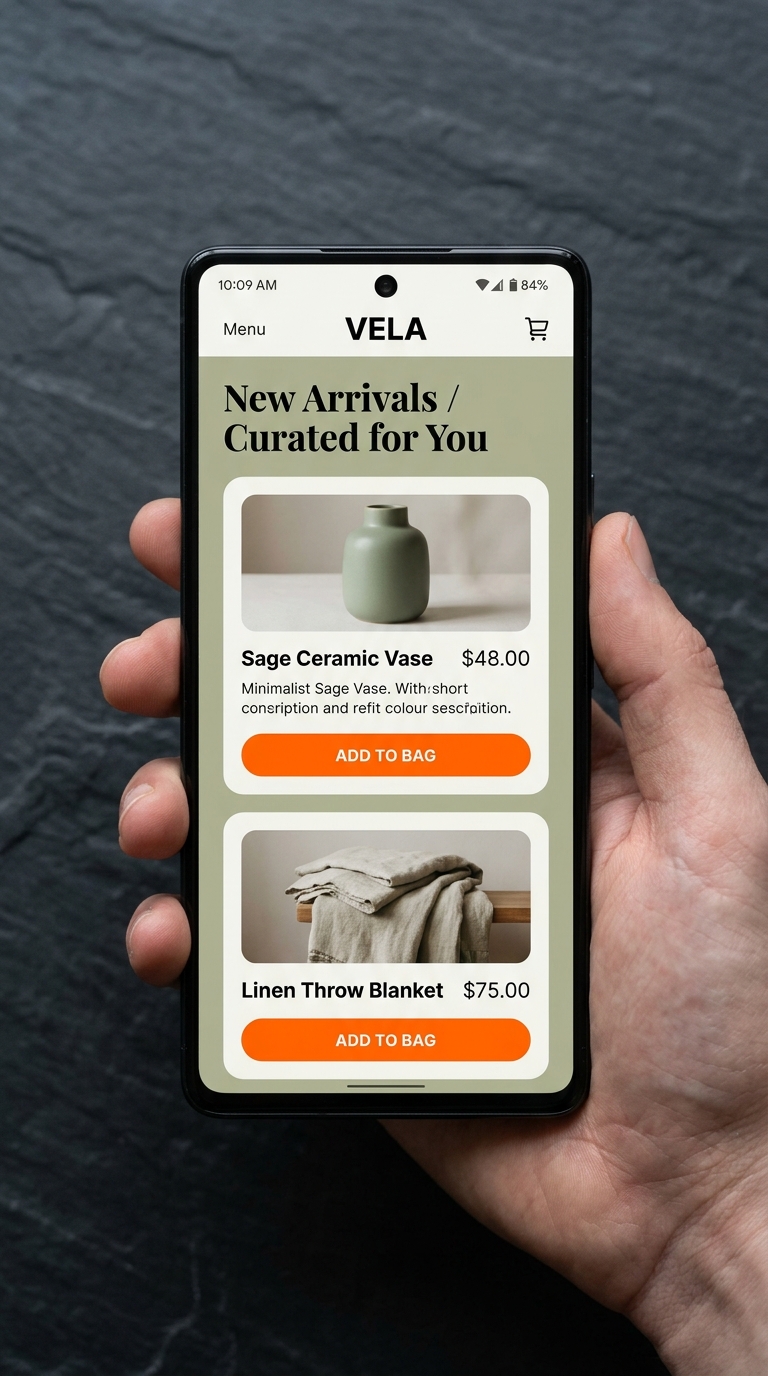 10:09 AM
84%
Menu
VELA
New Arrivals /
Curated for You
Sage Ceramic Vase $48.00
Minimalist Sage Vase. With short
consription and refit colour sescfpition.
ADD TO BAG
Linen Throw Blanket $75.00
ADD TO BAG